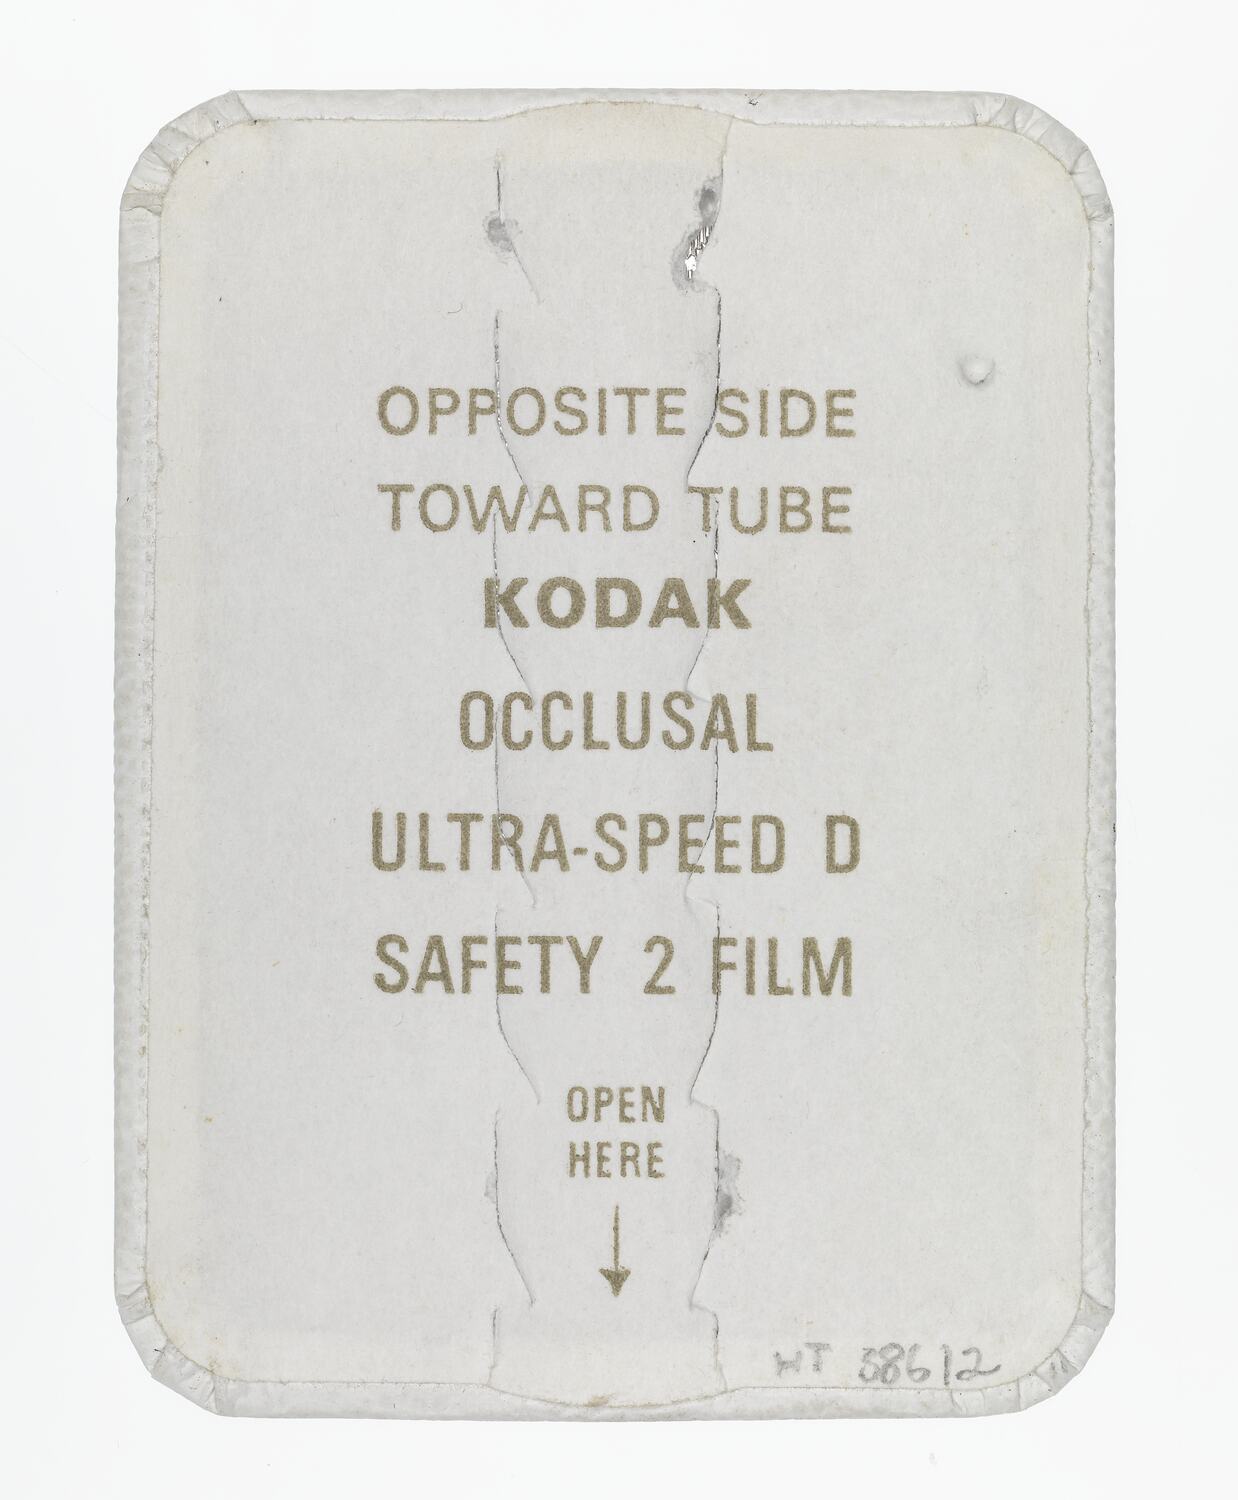 OPPOSITE SIDE
TOWARD TUBE
KODAK
OCCLUSAL
ULTRA-SPEED D
SAFETY 2 FILM
OPEN
HERE
HT 38612